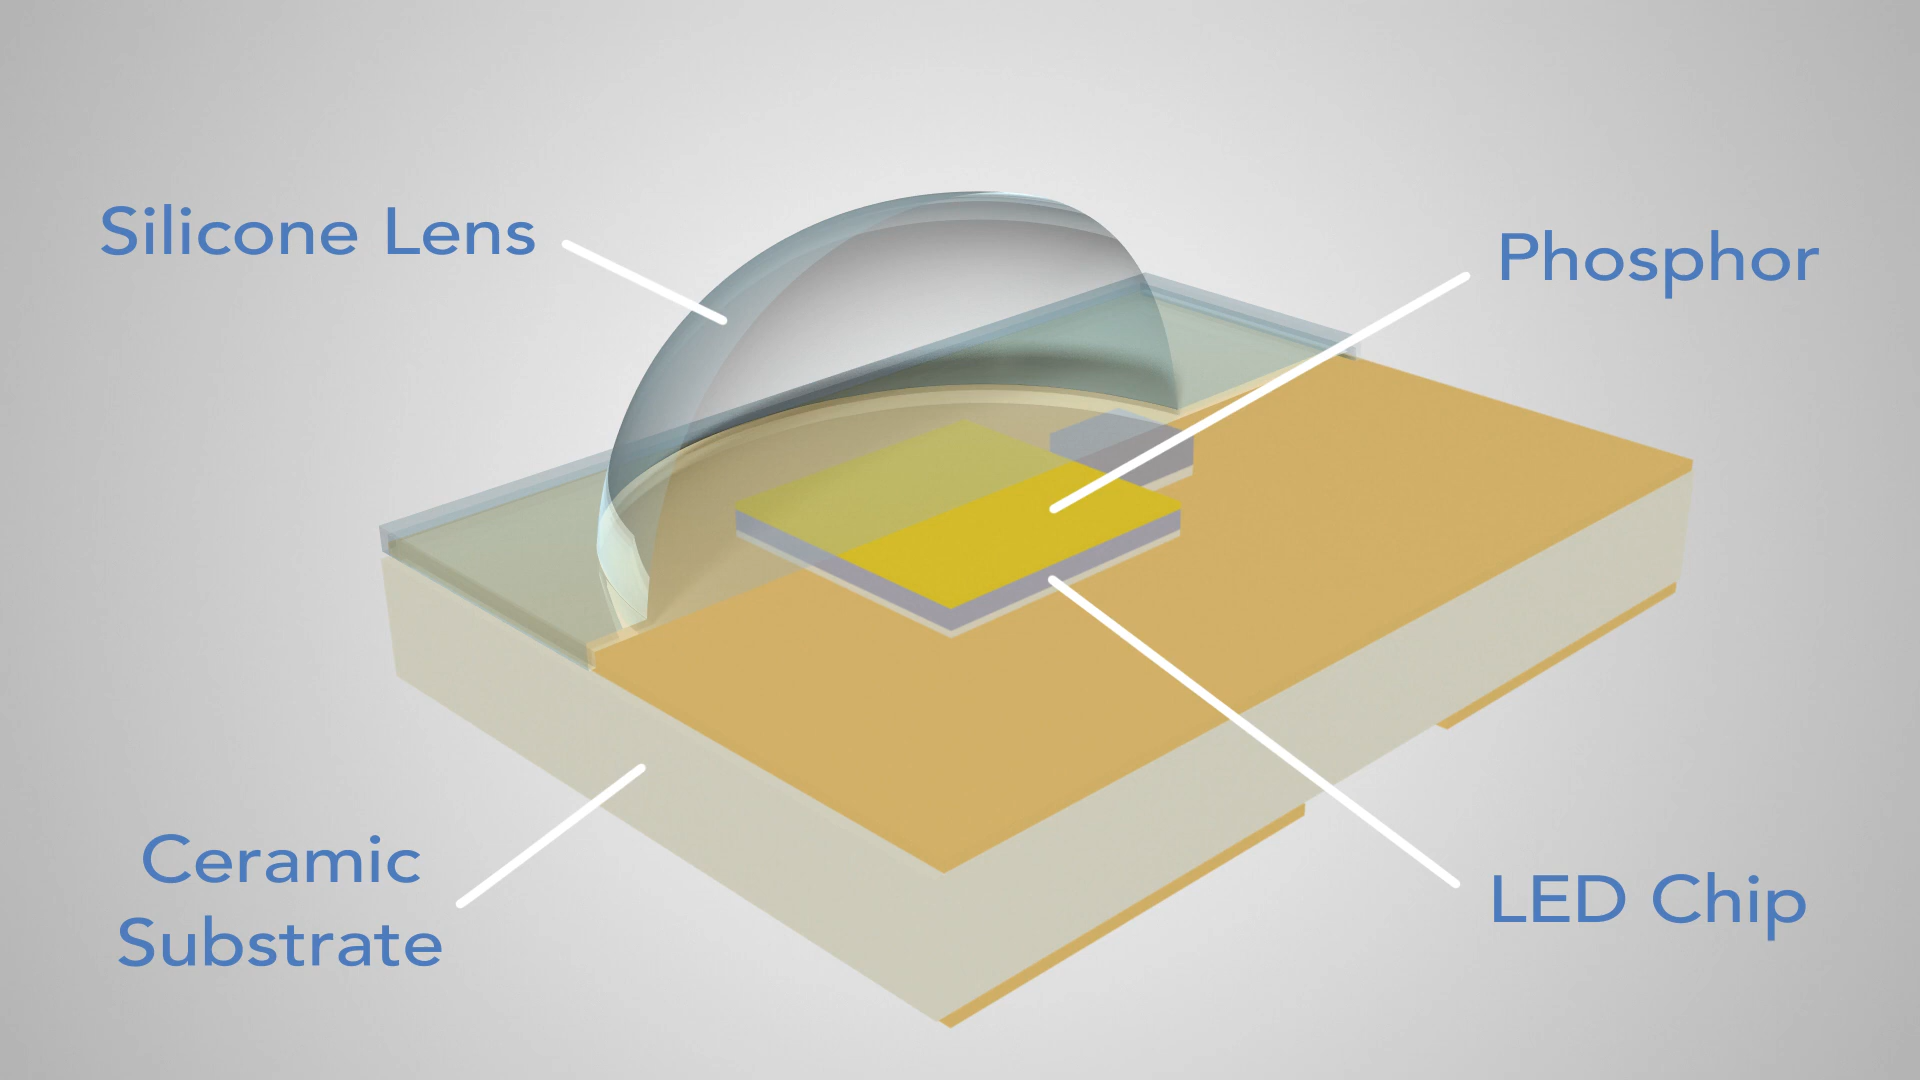 Silicone Lens
Phosphor
Ceramic
Substrate
LED Chip